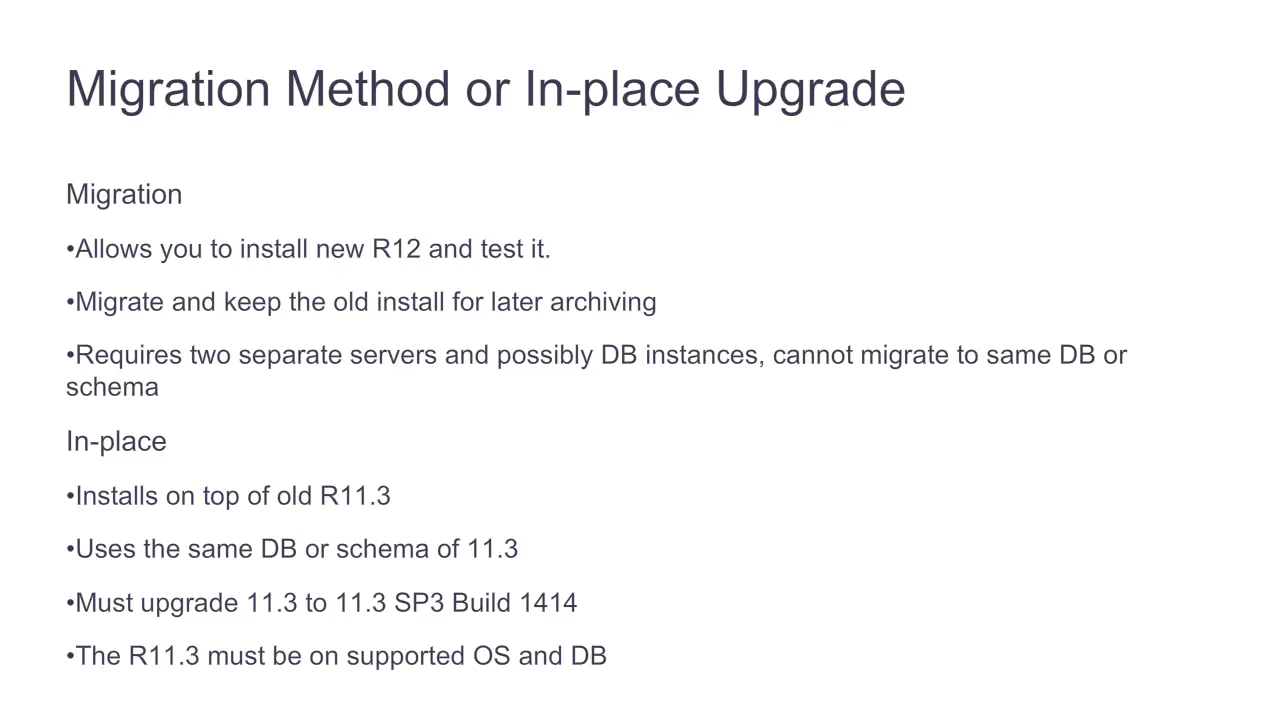 Migration Method or In-place Upgrade
Migration
•Allows you to install new R12 and test it.
•Migrate and keep the old install for later archiving
•Requires two separate servers and possibly DB instances, cannot migrate to same DB or
schema
In-place
•Installs on top of old R11.3
•Uses the same DB or schema of 11.3
•Must upgrade 11.3 to 11.3 SP3 Build 1414
•The R11.3 must be on supported OS and DB